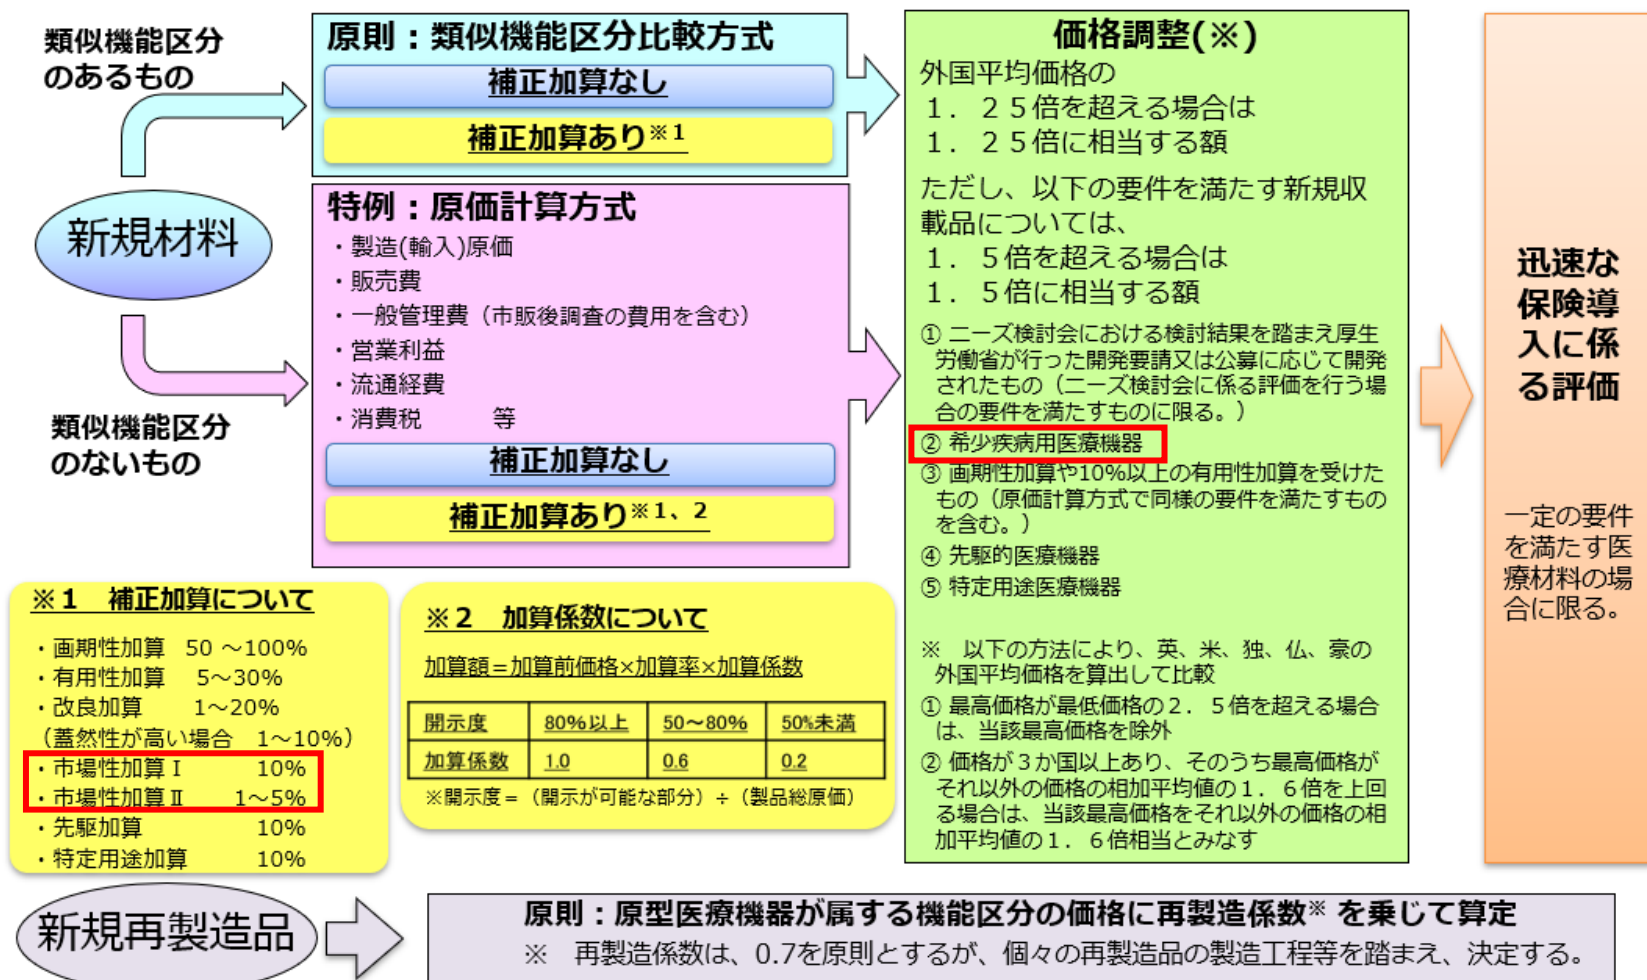 類似機能区分
のあるもの
新規材料
類似機能区分
のないもの
原則：類似機能区分比較方式
補正加算なし
補正加算あり※1
特例：原価計算方式
・製造(輸入)原価
・販売費
・一般管理費（市販後調査の費用を含む）
・営業利益
・流通経費
・消費税　　　等
補正加算なし
補正加算あり※1、2
価格調整(※)
外国平均価格の
１．２５倍を超える場合は
１．２５倍に相当する額
ただし、以下の要件を満たす新規収
載品については、
１．５倍を超える場合は
１．５倍に相当する額
① ニーズ検討会における検討結果を踏まえ厚生
労働省が行った開発要請又は公募に応じて開発
されたもの（ニーズ検討会に係る評価を行う場
合の要件を満たすものに限る。）
② 希少疾病用医療機器
③ 画期性加算や10%以上の有用性加算を受けた
もの（原価計算方式で同様の要件を満たすもの
を含む。）
④ 先駆的医療機器
⑤ 特定用途医療機器
※　以下の方法により、英、米、独、仏、豪の
外国平均価格を算出して比較
① 最高価格が最低価格の２．５倍を超える場合
は、当該最高価格を除外
② 価格が３か国以上あり、そのうち最高価格が
それ以外の価格の相加平均値の１．６倍を上回
る場合は、当該最高価格をそれ以外の価格の相
加平均値の１．６倍相当とみなす
迅速な
保険導
入に係
る評価
一定の要件
を満たす医
療材料の場
合に限る。
※１　補正加算について
・画期性加算　50 ～100%
・有用性加算　5～30%
・改良加算　1～20%
（蓋然性が高い場合　1～10%）
・市場性加算Ⅰ　10%
・市場性加算Ⅱ　1～5%
・先駆加算　10%
・特定用途加算　10%
※２　加算係数について
加算額＝加算前価格×加算率×加算係数
開示度　80%以上　50～80%　50%未満
加算係数　1.0　0.6　0.2
※開示度＝（開示が可能な部分）÷（製品総原価）
新規再製造品
原則：原型医療機器が属する機能区分の価格に再製造係数※ を乗じて算定
※　再製造係数は、0.7を原則とするが、個々の再製造品の製造工程等を踏まえ、決定する。